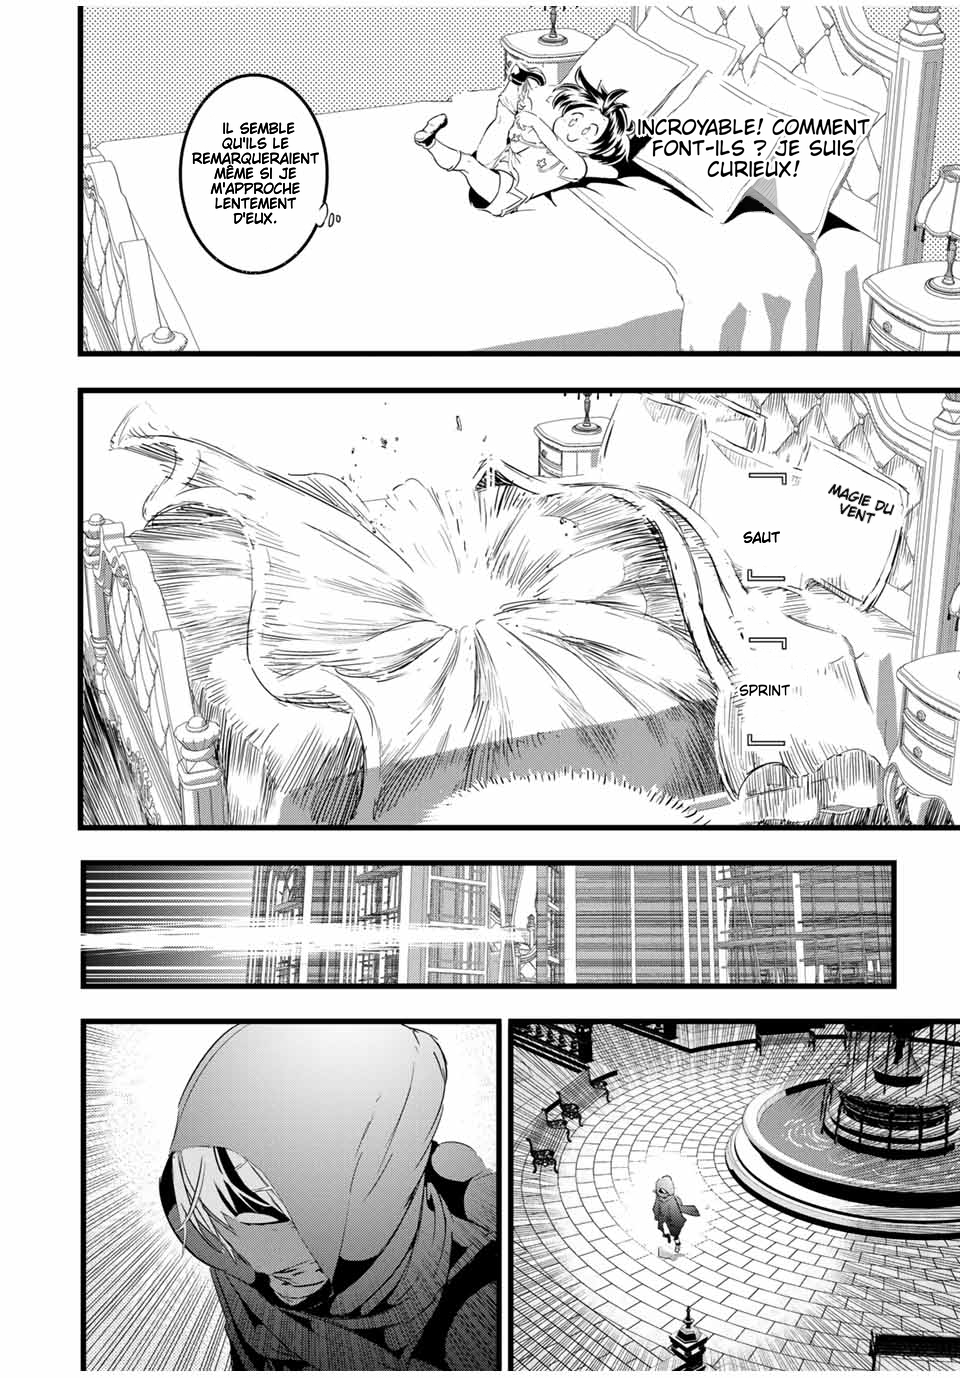 INCROYABLE! COMMENT
FONT-ILS ? JE SUIS
CURIEUX!
IL SEMBLE
QU'ILS LE
REMARQUERAIENT
MÊME SI JE
M'APPROCHE
LENTEMENT
D'EUX.
MAGIE DU
VENT
『
SAUT
』
『
SPRINT
』